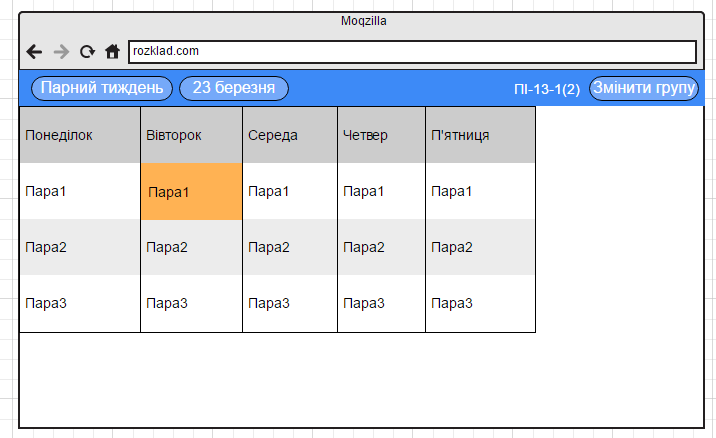 Moqzilla
rozklad.com
Парний тиждень 23 березня ПІ-13-1(2) Змінити групу
Понеділок Вівторок Середа Четвер П'ятниця
Пара1 Пара1 Пара1 Пара1 Пара1
Пара2 Пара2 Пара2 Пара2 Пара2
Пара3 Пара3 Пара3 Пара3 Пара3